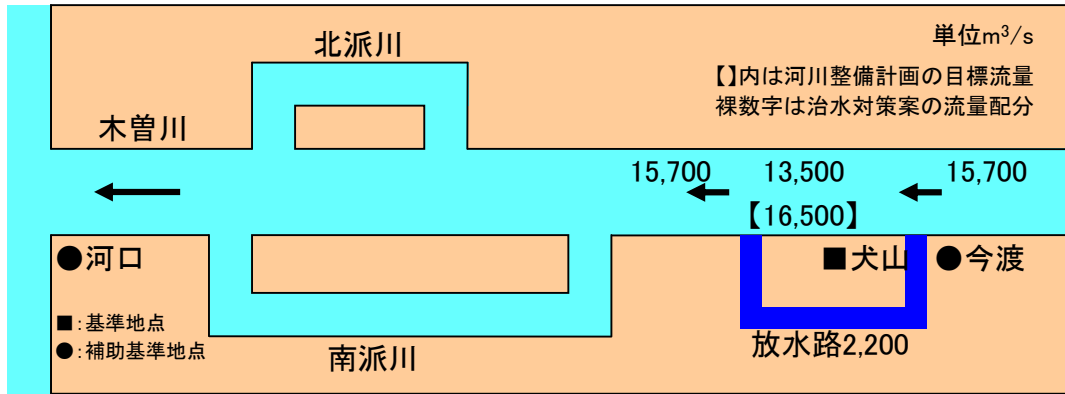 単位m³/s
【】内は河川整備計画の目標流量
裸数字は治水対策案の流量配分
北派川
木曽川
15,700
13,500
15,700
【16,500】
●河口
■犬山
●今渡
■:基準地点
●:補助基準地点
南派川
放水路2,200